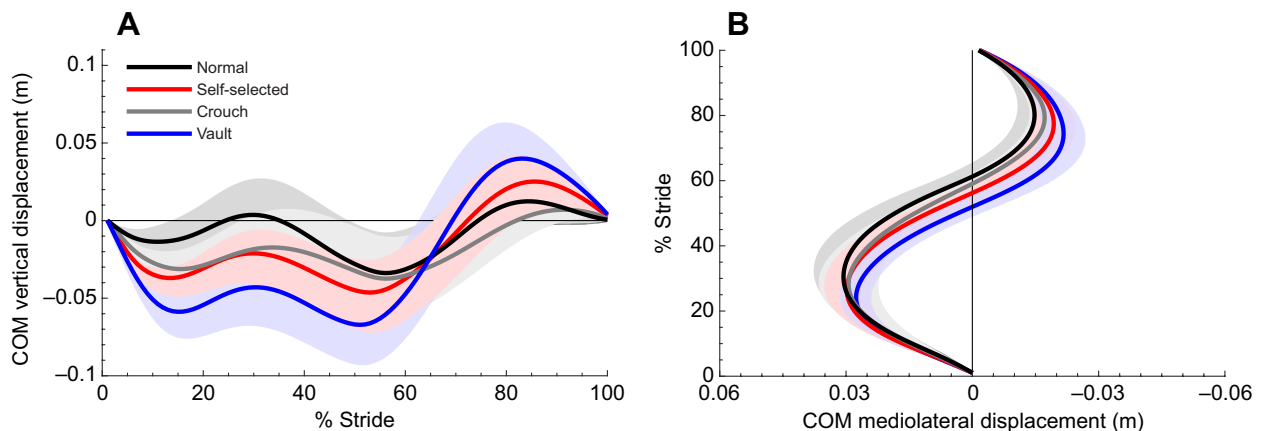 A
COM vertical displacement (m)
0.1
0.05
0
–0.05
–0.1
Normal
Self-selected
Crouch
Vault
0 20 40 60 80 100
% Stride
B
% Stride
100
80
60
40
20
0
0.06 0.03 0 –0.03 –0.06
COM mediolateral displacement (m)